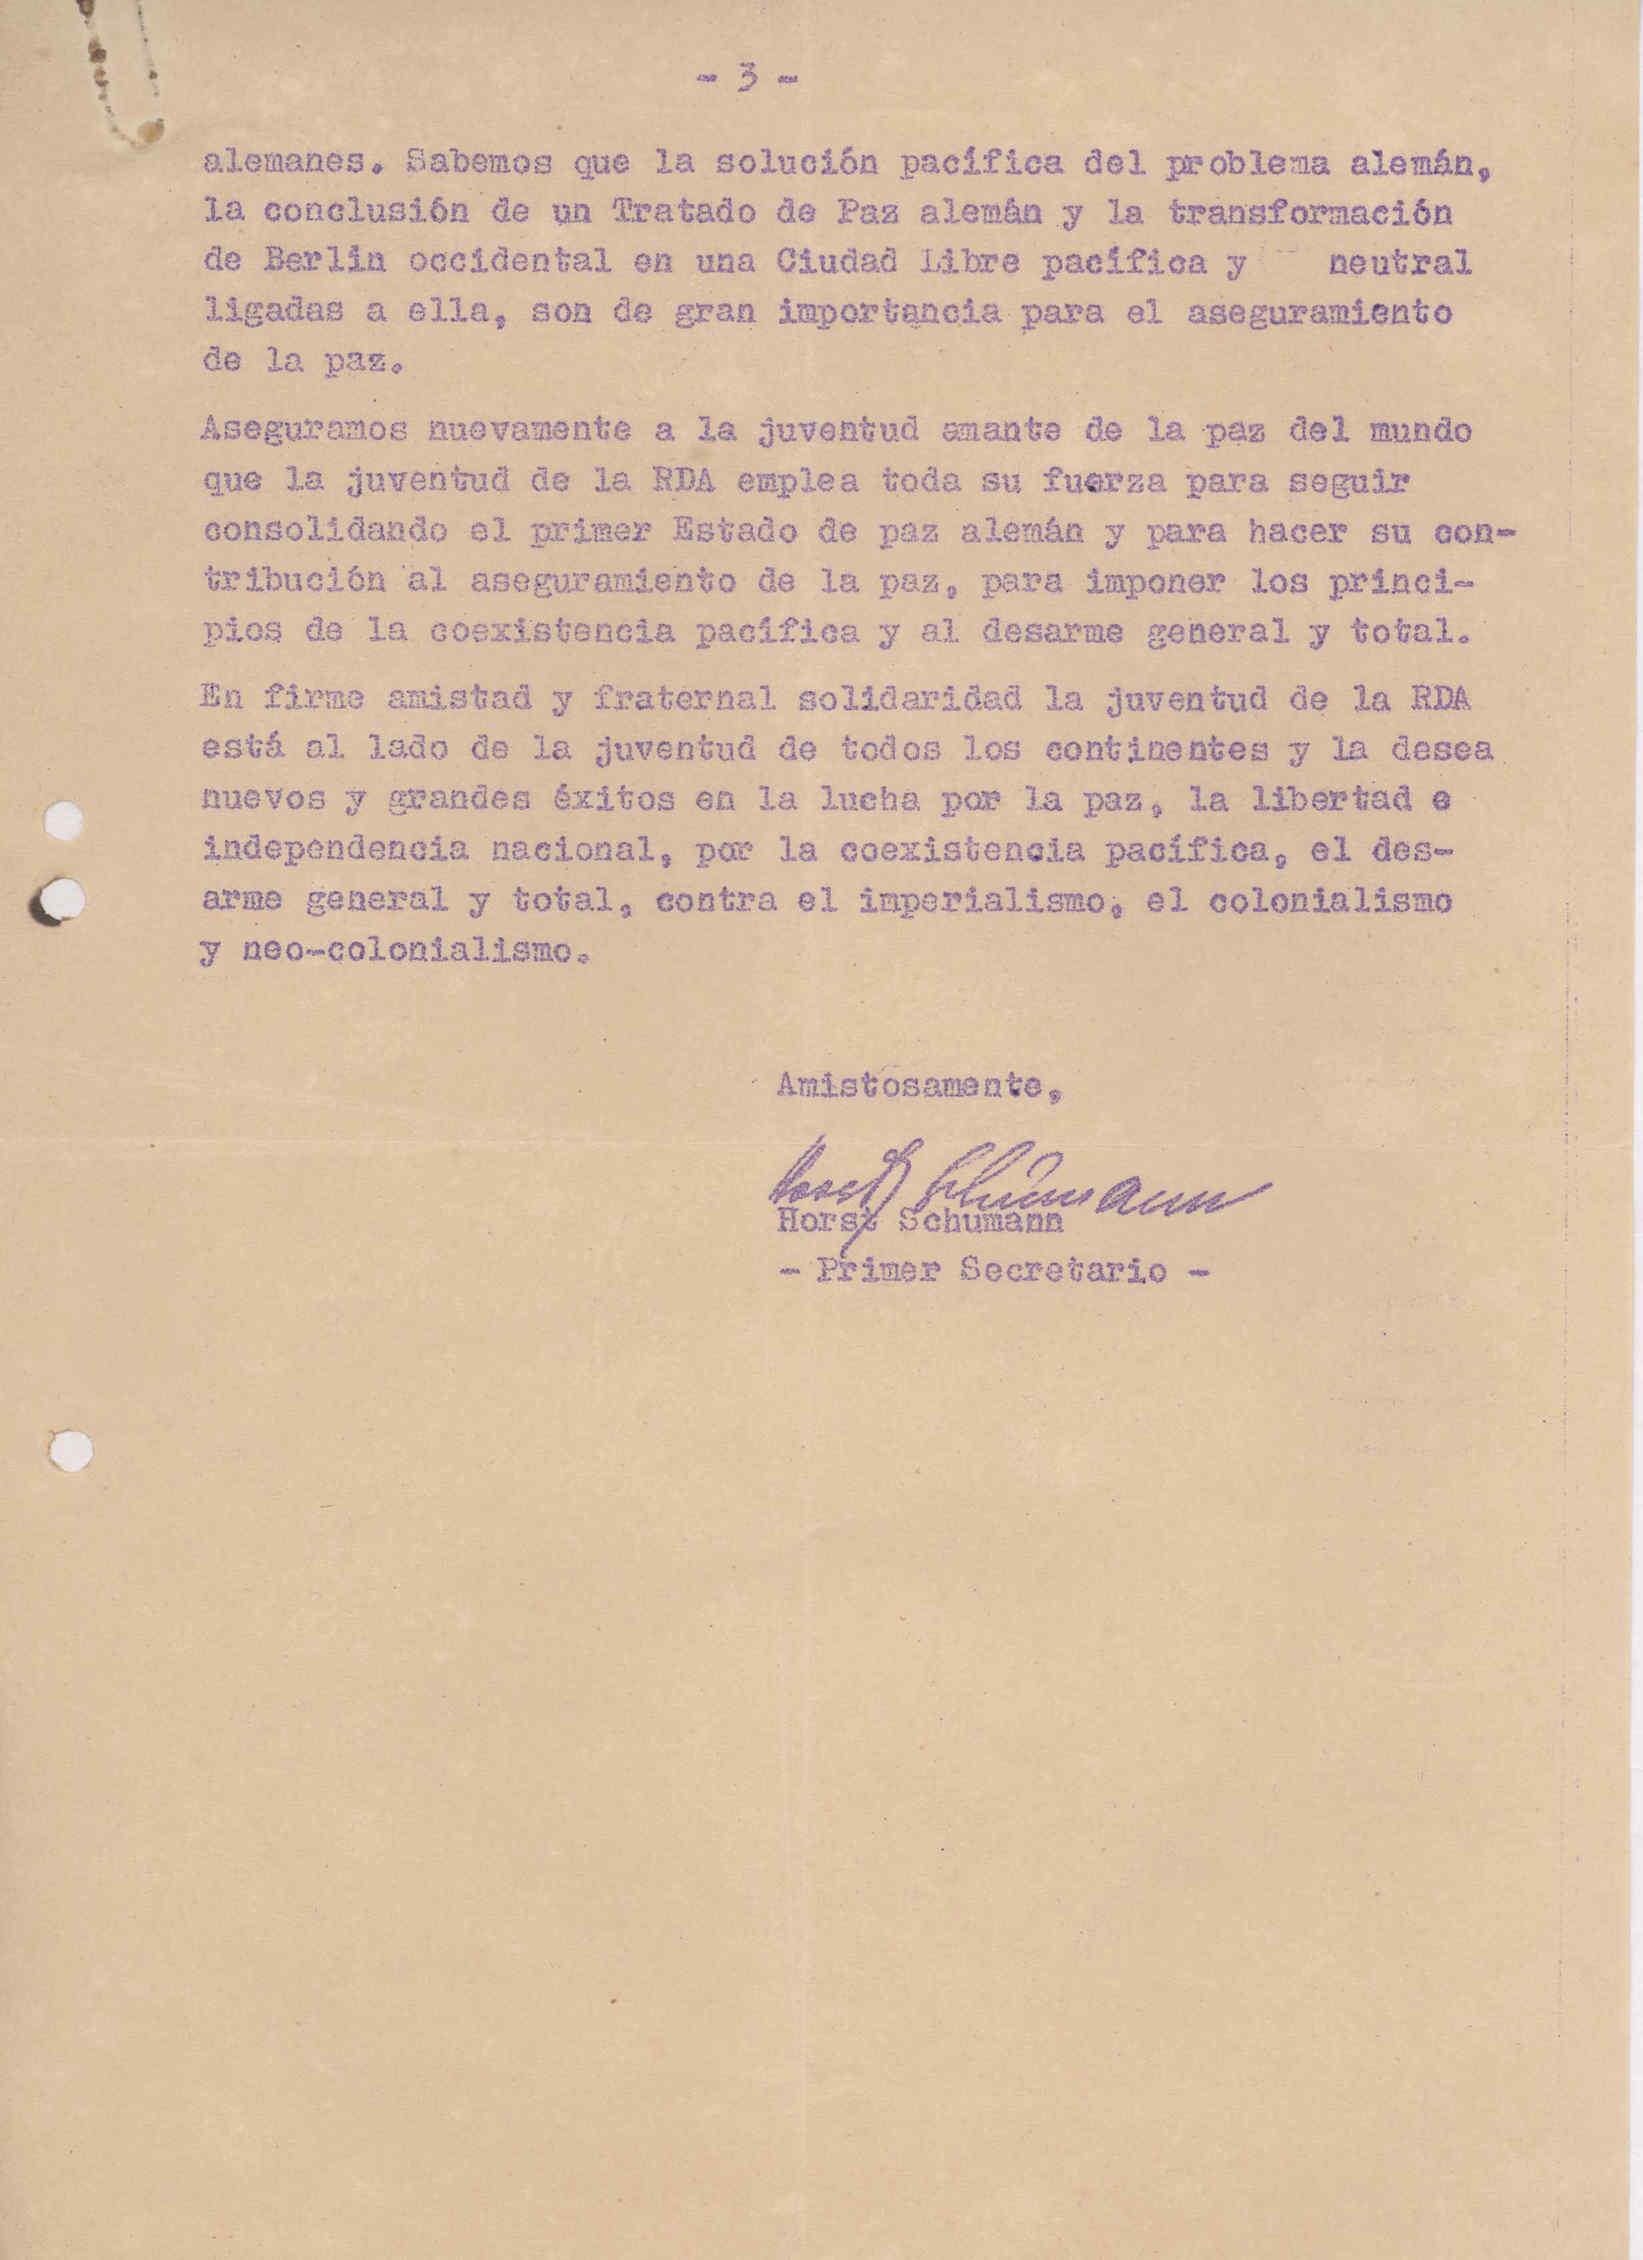 - 3 -
alemanes. Sabemos que la solución pacífica del problema alemán,
la conclusión de un Tratado de Paz alemán y la transformación
de Berlin occidental en una Ciudad Libre pacífica y neutral
ligadas a ella, son de gran importancia para el aseguramiento
de la paz.
Aseguramos nuevamente a la juventud amante de la paz del mundo
que la juventud de la RDA emplea toda su fuerza para seguir
consolidando el primer Estado de paz alemán y para hacer su con-
tribución al aseguramiento de la paz, para imponer los princi-
pios de la coexistencia pacífica y al desarme general y total.
En firme amistad y fraternal solidaridad la juventud de la RDA
está al lado de la juventud de todos los continentes y la desea
nuevos y grandes éxitos en la lucha por la paz, la libertad e
independencia nacional, por la coexistencia pacífica, el des-
arme general y total, contra el imperialismo, el colonialismo
y neo-colonialismo.
Amistosamente,
Horst Schumann
Horst Schumann
- Primer Secretario -